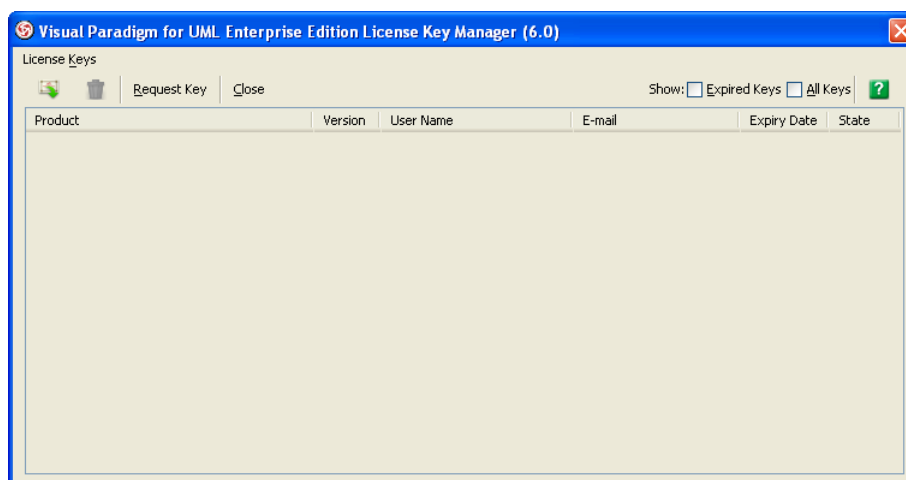 Visual Paradigm for UML Enterprise Edition License Key Manager (6.0)
License Keys
Request Key Close Show: Expired Keys All Keys ?
Product Version User Name E-mail Expiry Date State